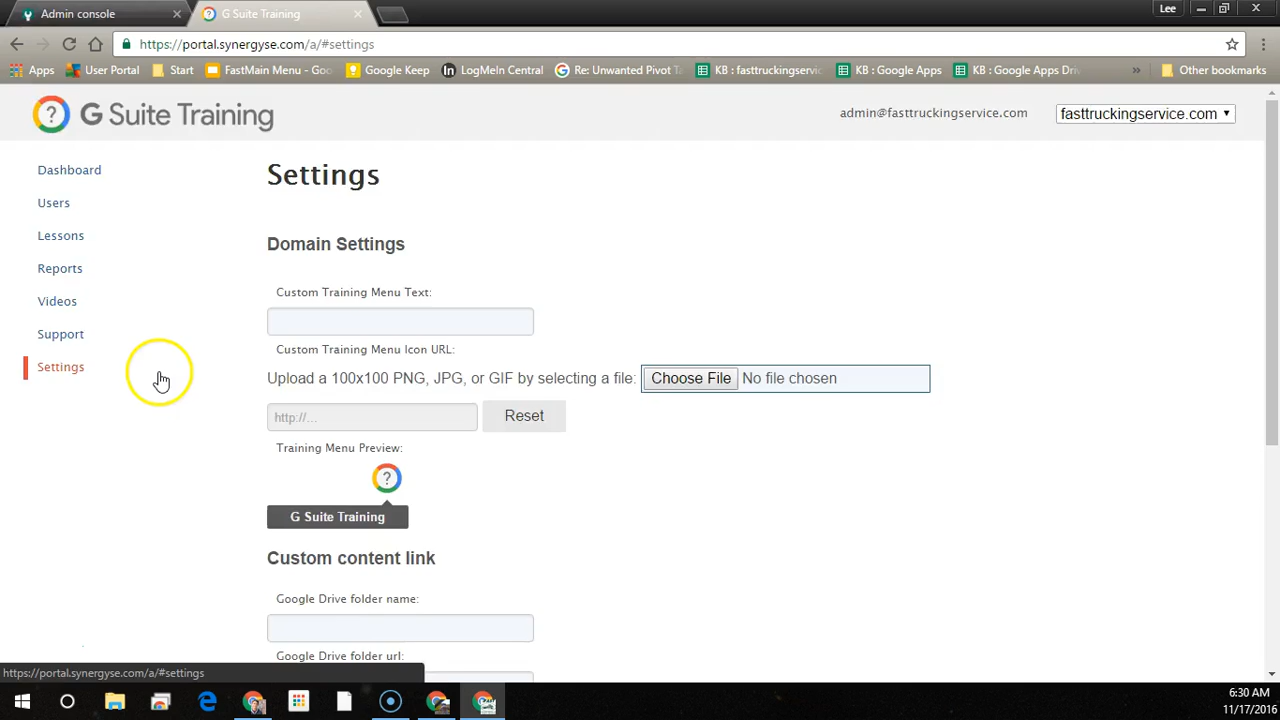 Admin console
G Suite Training
Lee
https://portal.synergyse.com/a/#settings
Apps
User Portal
Start
FastMain Menu - Goo
Google Keep
LogMeIn Central
Re: Unwanted Pivot Ta
KB : fasttruckingservic
KB : Google Apps
KB : Google Apps Driv
Other bookmarks
? G Suite Training
admin@fasttruckingservice.com
fasttruckingservice.com
Dashboard
Users
Lessons
Reports
Videos
Support
Settings
Settings
Domain Settings
Custom Training Menu Text:
Custom Training Menu Icon URL:
Upload a 100x100 PNG, JPG, or GIF by selecting a file: Choose File No file chosen
http://... Reset
Training Menu Preview:
?
G Suite Training
Custom content link
Google Drive folder name:
Google Drive folder url:
https://portal.synergyse.com/a/#settings
6:30 AM
11/17/2016